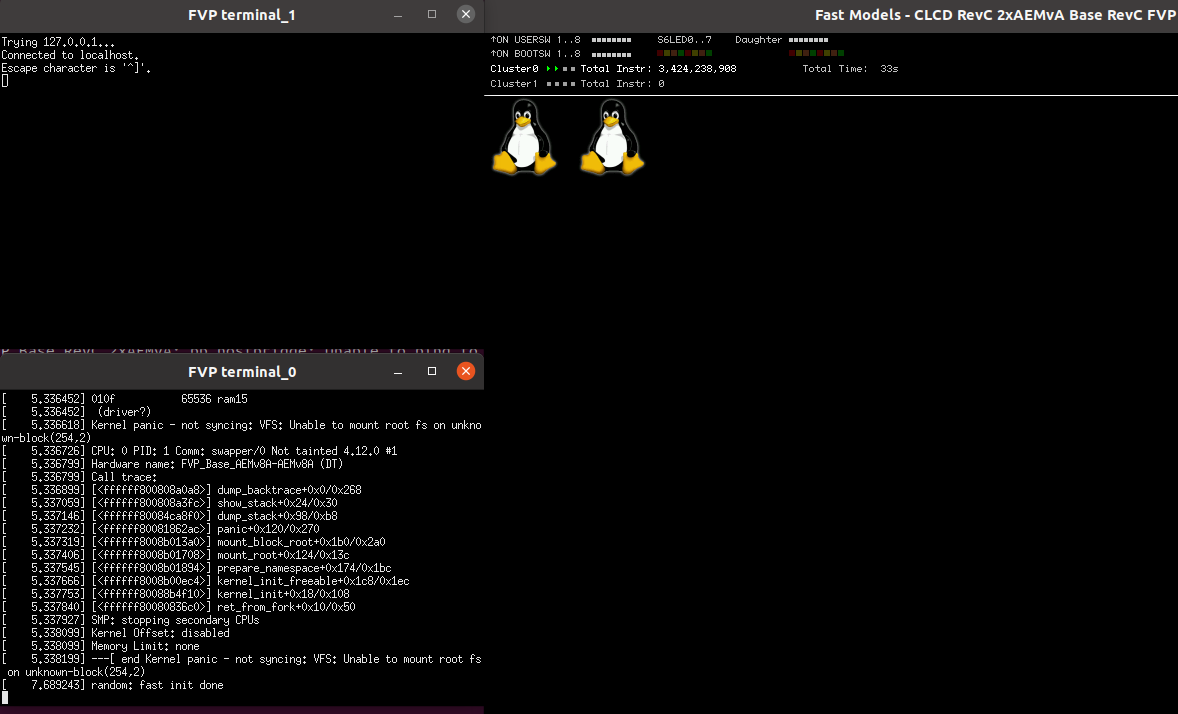 FVP terminal_1
Trying 127.0.0.1...
Connected to localhost.
Escape character is '^]'.
Fast Models - CLCD RevC 2xAEMvA Base RevC FVP
↑ON USERSW 1..8 S6LED0..7 Daughter
↑ON BOOTSW 1..8
Cluster0 Total Instr: 3,424,238,908 Total Time: 33s
Cluster1 Total Instr: 0
FVP terminal_0
[    5.336452] 010f           65536 ram15
[    5.336452]  (driver?)
[    5.336618] Kernel panic - not syncing: VFS: Unable to mount root fs on unkno
wn-block(254,2)
[    5.336726] CPU: 0 PID: 1 Comm: swapper/0 Not tainted 4.12.0 #1
[    5.336799] Hardware name: FVP_Base_AEMv8A-AEMv8A (DT)
[    5.336799] Call trace:
[    5.336899] [<ffffff800808a0a8>] dump_backtrace+0x0/0x268
[    5.337059] [<ffffff800808a3fc>] show_stack+0x24/0x30
[    5.337146] [<ffffff80084ca8f0>] dump_stack+0x98/0xb8
[    5.337232] [<ffffff80081862ac>] panic+0x120/0x270
[    5.337319] [<ffffff8008b013a0>] mount_block_root+0x1b0/0x2a0
[    5.337406] [<ffffff8008b01708>] mount_root+0x124/0x13c
[    5.337545] [<ffffff8008b01894>] prepare_namespace+0x174/0x1bc
[    5.337666] [<ffffff8008b00ec4>] kernel_init_freeable+0x1c8/0x1ec
[    5.337753] [<ffffff80088b4f10>] kernel_init+0x18/0x108
[    5.337840] [<ffffff80080836c0>] ret_from_fork+0x10/0x50
[    5.337927] SMP: stopping secondary CPUs
[    5.338099] Kernel Offset: disabled
[    5.338099] Memory Limit: none
[    5.338199] ---[ end Kernel panic - not syncing: VFS: Unable to mount root fs
 on unknown-block(254,2)
[    7.689243] random: fast init done